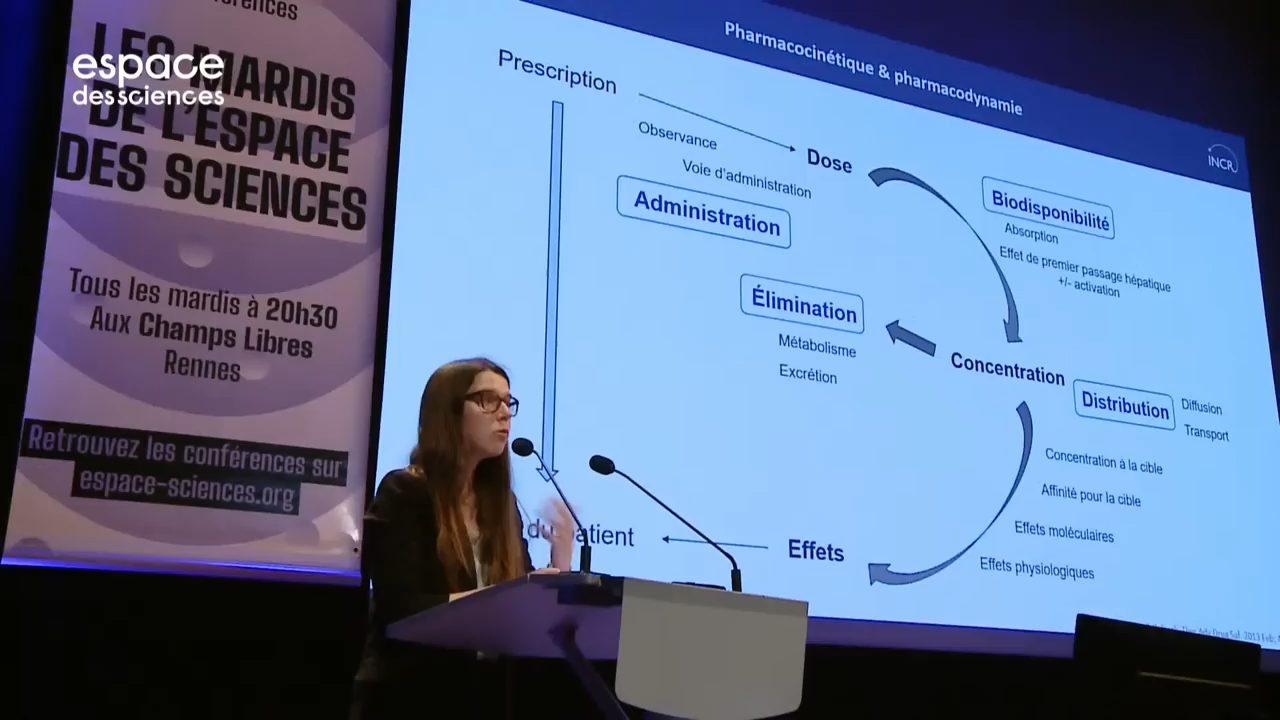 espace
des sciences
LES MARDIS
DE L'ESPACE
DES SCIENCES
Tous les mardis à 20h30
Aux Champs Libres
Rennes
Retrouvez les conférences sur
espace-sciences.org
Pharmacocinétique & pharmacodynamie
INCR
Prescription
Observance
Voie d'administration
Administration
Dose
Biodisponibilité
Absorption
Effet de premier passage hépatique
+/- activation
Élimination
Métabolisme
Excrétion
Concentration
Distribution
Diffusion
Transport
Concentration à la cible
Affinité pour la cible
Effets moléculaires
Effets physiologiques
Effets